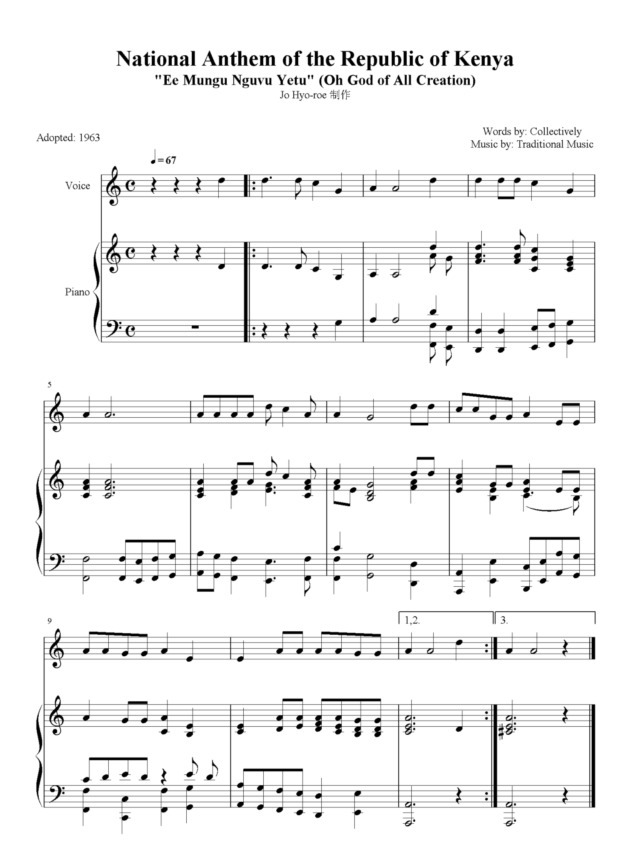 National Anthem of the Republic of Kenya
"Ee Mungu Nguvu Yetu" (Oh God of All Creation)
Jo Hyo-roe 制作
Adopted: 1963
Words by: Collectively
Music by: Traditional Music
= 67
Voice
Piano
5
9
1,2.
3.